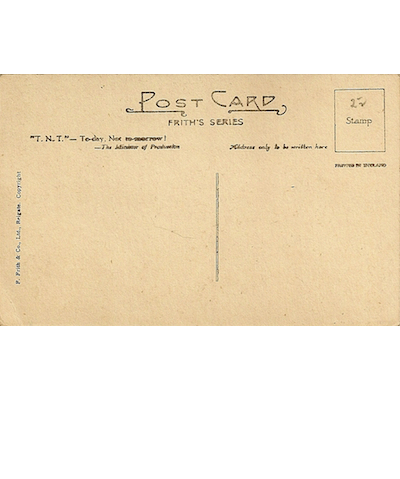 POST CARD
FRITH'S SERIES
"T. N. T."— To-day, Not to-morrow!
—The Minister of Production
Address only to be written here
Stamp
PRINTED IN ENGLAND
F. Frith & Co., Ltd., Reigate. Copyright